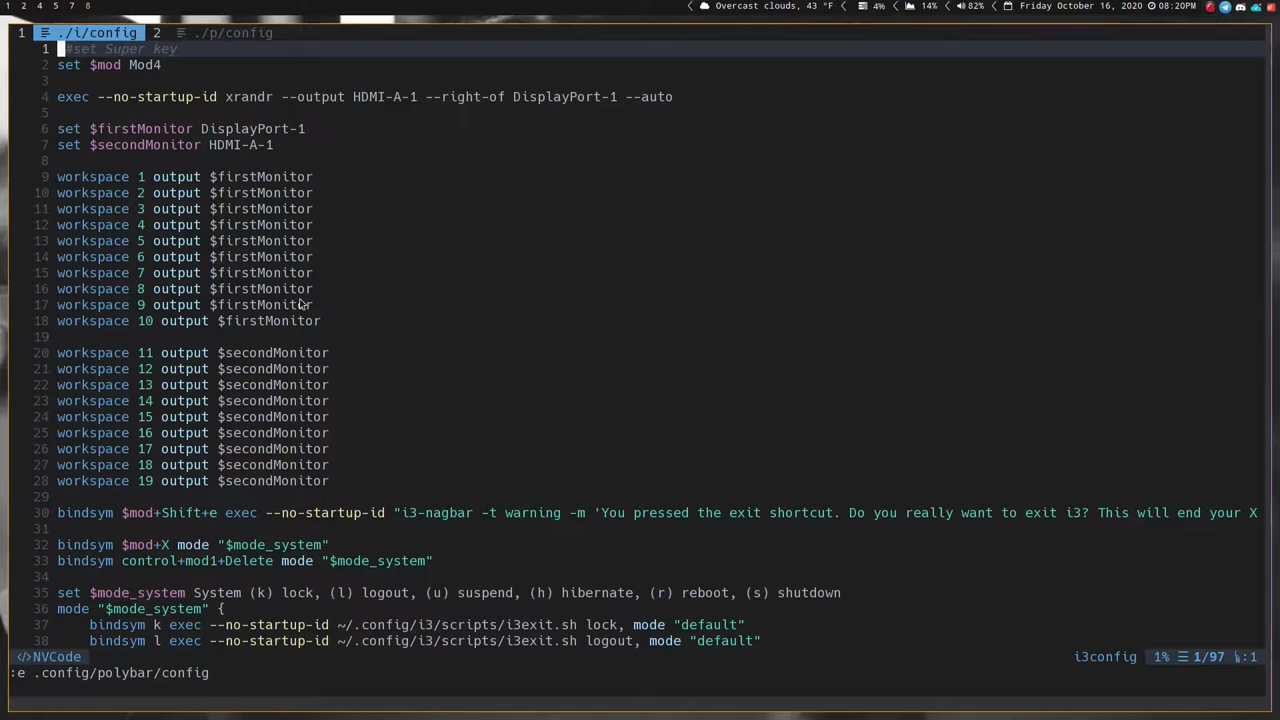 1 2 4 5 7 8 Overcast clouds, 43 °F 4% 14% 82% Friday October 16, 2020 08:20PM
1 ./i/config 2 ./p/config
1 #set Super key
2 set $mod Mod4
3
4 exec --no-startup-id xrandr --output HDMI-A-1 --right-of DisplayPort-1 --auto
5
6 set $firstMonitor DisplayPort-1
7 set $secondMonitor HDMI-A-1
8
9 workspace 1 output $firstMonitor
10 workspace 2 output $firstMonitor
11 workspace 3 output $firstMonitor
12 workspace 4 output $firstMonitor
13 workspace 5 output $firstMonitor
14 workspace 6 output $firstMonitor
15 workspace 7 output $firstMonitor
16 workspace 8 output $firstMonitor
17 workspace 9 output $firstMonitor
18 workspace 10 output $firstMonitor
19
20 workspace 11 output $secondMonitor
21 workspace 12 output $secondMonitor
22 workspace 13 output $secondMonitor
23 workspace 14 output $secondMonitor
24 workspace 15 output $secondMonitor
25 workspace 16 output $secondMonitor
26 workspace 17 output $secondMonitor
27 workspace 18 output $secondMonitor
28 workspace 19 output $secondMonitor
29
30 bindsym $mod+Shift+e exec --no-startup-id "i3-nagbar -t warning -m 'You pressed the exit shortcut. Do you really want to exit i3? This will end your X
31
32 bindsym $mod+X mode "$mode_system"
33 bindsym control+mod1+Delete mode "$mode_system"
34
35 set $mode_system System (k) lock, (l) logout, (u) suspend, (h) hibernate, (r) reboot, (s) shutdown
36 mode "$mode_system" {
37 bindsym k exec --no-startup-id ~/.config/i3/scripts/i3exit.sh lock, mode "default"
38 bindsym l exec --no-startup-id ~/.config/i3/scripts/i3exit.sh logout, mode "default"
</>NVCode i3config 1% ☰ 1/97 :1
:e .config/polybar/config